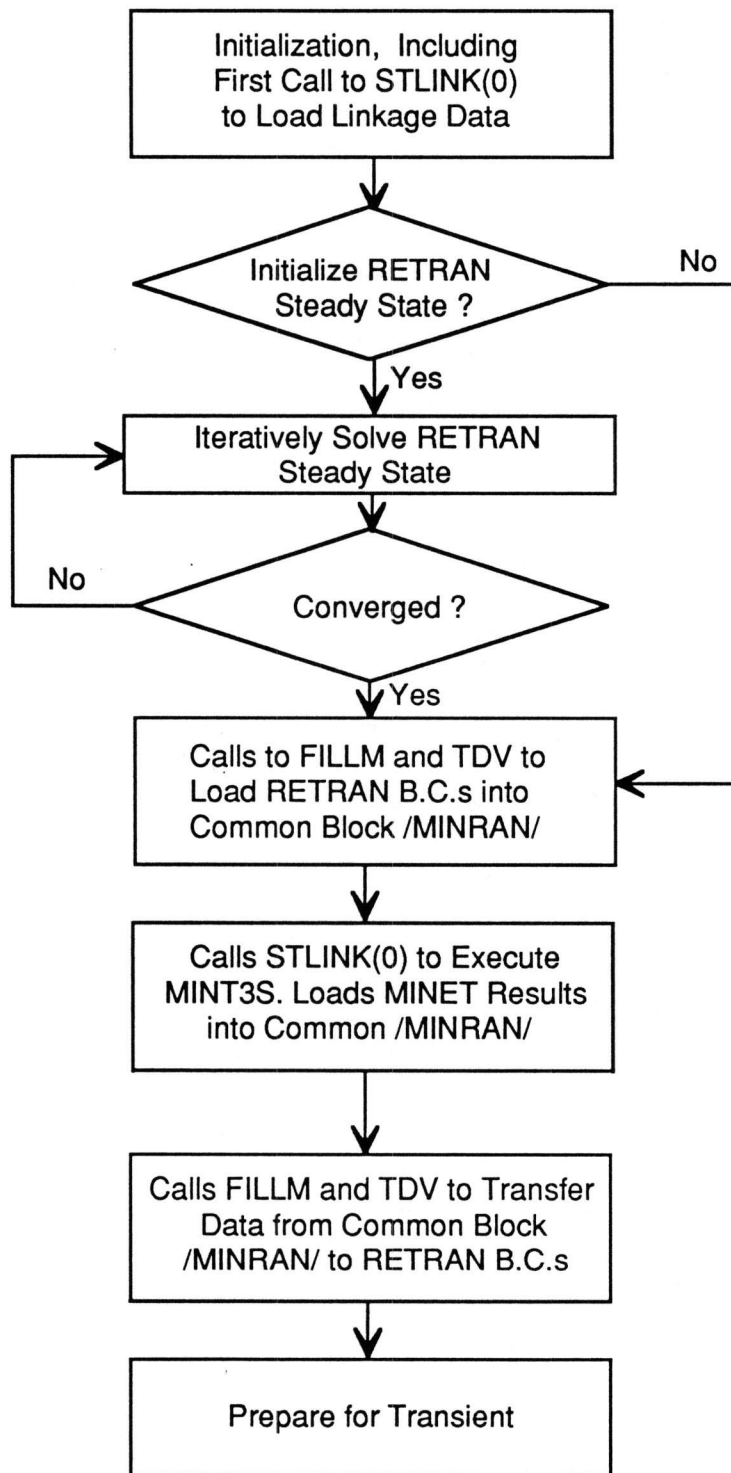 Initialization, Including
First Call to STLINK(0)
to Load Linkage Data
Initialize RETRAN
Steady State ?
No
Yes
Iteratively Solve RETRAN
Steady State
No
Converged ?
Yes
Calls to FILLM and TDV to
Load RETRAN B.C.s into
Common Block /MINRAN/
Calls STLINK(0) to Execute
MINT3S. Loads MINET Results
into Common /MINRAN/
Calls FILLM and TDV to Transfer
Data from Common Block
/MINRAN/ to RETRAN B.C.s
Prepare for Transient